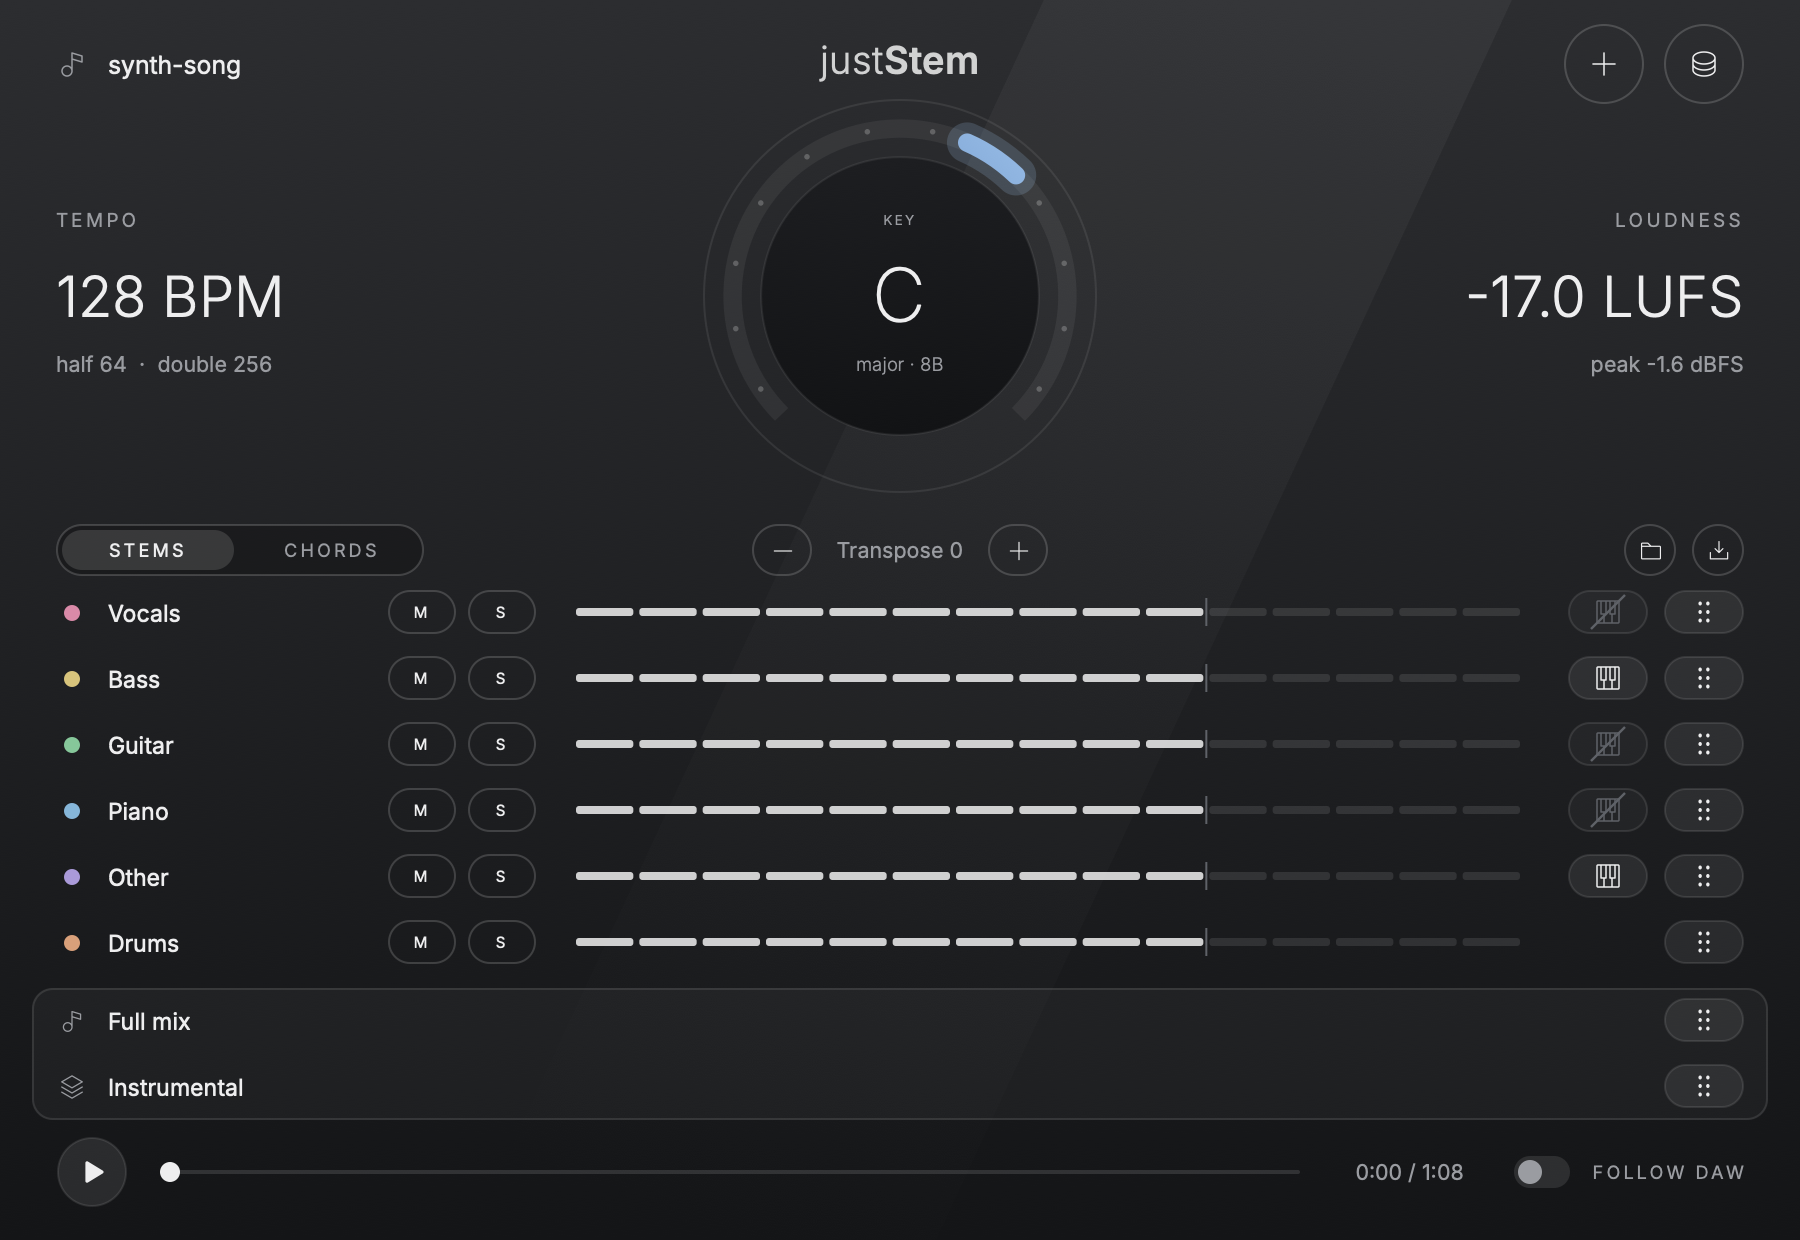 synth-song
justStem
TEMPO
128 BPM
half 64 · double 256
KEY
C
major · 8B
LOUDNESS
-17.0 LUFS
peak -1.6 dBFS
STEMS CHORDS
Transpose 0
Vocals M S
Bass M S
Guitar M S
Piano M S
Other M S
Drums M S
Full mix
Instrumental
0:00 / 1:08
FOLLOW DAW